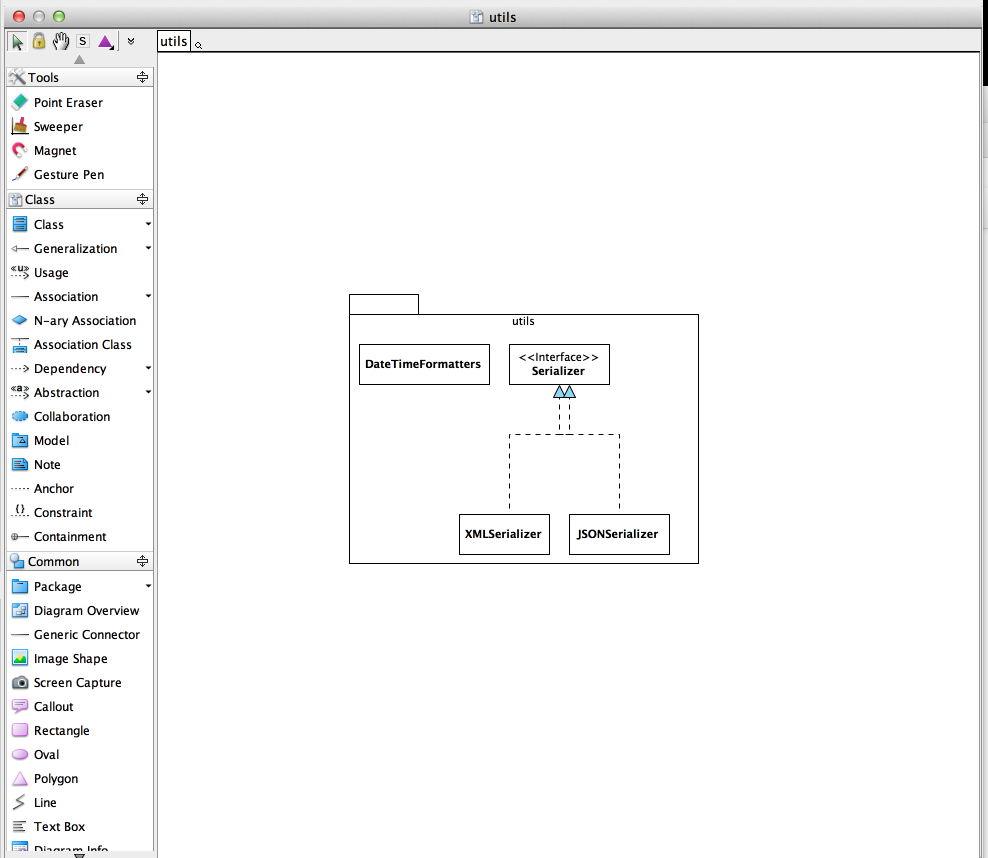 utils
S
utils
Tools
Point Eraser
Sweeper
Magnet
Gesture Pen
Class
Class
Generalization
<<u>>
Usage
Association
N-ary Association
Association Class
Dependency
<<a>>
Abstraction
Collaboration
Model
Note
Anchor
{}
Constraint
Containment
Common
Package
Diagram Overview
Generic Connector
Image Shape
Screen Capture
Callout
Rectangle
Oval
Polygon
Line
Text Box
Diagram Info
utils
DateTimeFormatters
<<Interface>>
Serializer
XMLSerializer
JSONSerializer